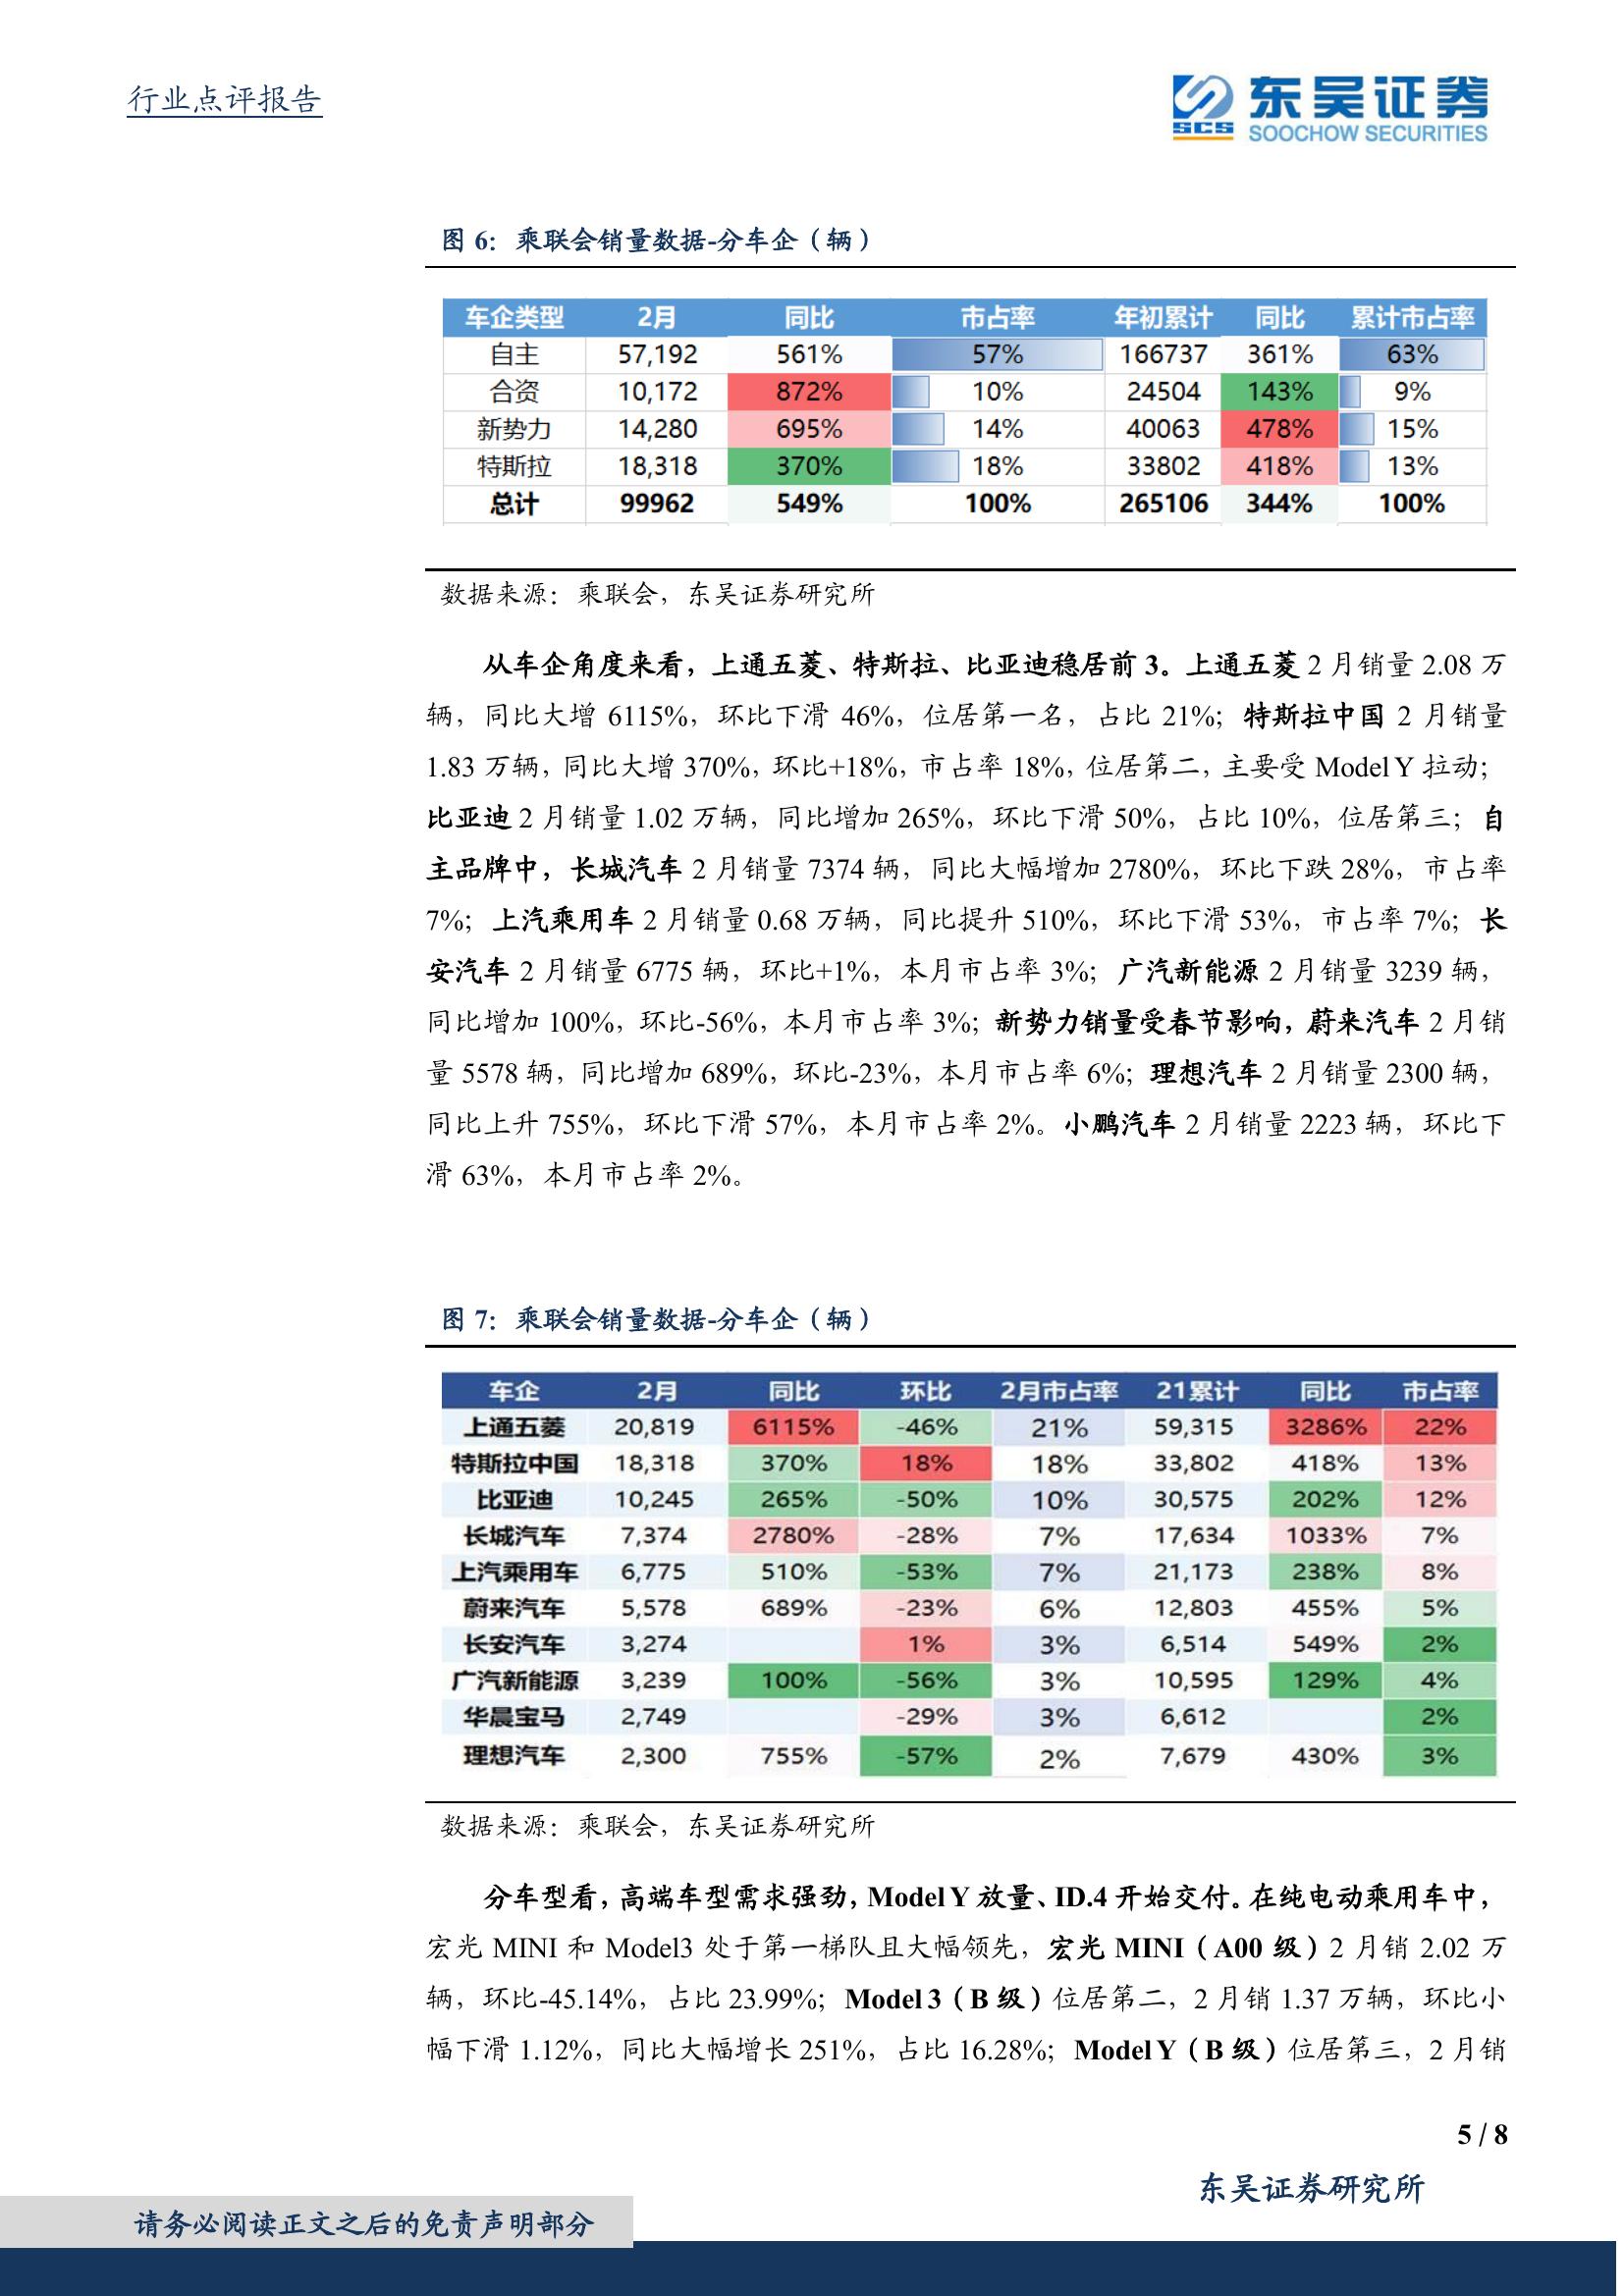 行业点评报告
SCS 东吴证券
SOOCHOW SECURITIES
图 6：乘联会销量数据-分车企（辆）
车企类型 2月 同比 市占率 年初累计 同比 累计市占率
自主 57,192 561% 57% 166737 361% 63%
合资 10,172 872% 10% 24504 143% 9%
新势力 14,280 695% 14% 40063 478% 15%
特斯拉 18,318 370% 18% 33802 418% 13%
总计 99962 549% 100% 265106 344% 100%
数据来源：乘联会，东吴证券研究所
从车企角度来看，上通五菱、特斯拉、比亚迪稳居前 3。上通五菱 2 月销量 2.08 万
辆，同比大增 6115%，环比下滑 46%，位居第一名，占比 21%；特斯拉中国 2 月销量
1.83 万辆，同比大增 370%，环比+18%，市占率 18%，位居第二，主要受 Model Y 拉动；
比亚迪 2 月销量 1.02 万辆，同比增加 265%，环比下滑 50%，占比 10%，位居第三；自
主品牌中，长城汽车 2 月销量 7374 辆，同比大幅增加 2780%，环比下跌 28%，市占率
7%；上汽乘用车 2 月销量 0.68 万辆，同比提升 510%，环比下滑 53%，市占率 7%；长
安汽车 2 月销量 6775 辆，环比+1%，本月市占率 3%；广汽新能源 2 月销量 3239 辆，
同比增加 100%，环比-56%，本月市占率 3%；新势力销量受春节影响，蔚来汽车 2 月销
量 5578 辆，同比增加 689%，环比-23%，本月市占率 6%；理想汽车 2 月销量 2300 辆，
同比上升 755%，环比下滑 57%，本月市占率 2%。小鹏汽车 2 月销量 2223 辆，环比下
滑 63%，本月市占率 2%。
图 7：乘联会销量数据-分车企（辆）
车企 2月 同比 环比 2月市占率 21累计 同比 市占率
上通五菱 20,819 6115% -46% 21% 59,315 3286% 22%
特斯拉中国 18,318 370% 18% 18% 33,802 418% 13%
比亚迪 10,245 265% -50% 10% 30,575 202% 12%
长城汽车 7,374 2780% -28% 7% 17,634 1033% 7%
上汽乘用车 6,775 510% -53% 7% 21,173 238% 8%
蔚来汽车 5,578 689% -23% 6% 12,803 455% 5%
长安汽车 3,274 1% 3% 6,514 549% 2%
广汽新能源 3,239 100% -56% 3% 10,595 129% 4%
华晨宝马 2,749 -29% 3% 6,612 2%
理想汽车 2,300 755% -57% 2% 7,679 430% 3%
数据来源：乘联会，东吴证券研究所
分车型看，高端车型需求强劲，Model Y 放量、ID.4 开始交付。在纯电动乘用车中，
宏光 MINI 和 Model3 处于第一梯队且大幅领先，宏光 MINI（A00 级）2 月销 2.02 万
辆，环比-45.14%，占比 23.99%；Model 3（B 级）位居第二，2 月销 1.37 万辆，环比小
幅下滑 1.12%，同比大幅增长 251%，占比 16.28%；Model Y（B 级）位居第三，2 月销
5 / 8
东吴证券研究所
请务必阅读正文之后的免责声明部分